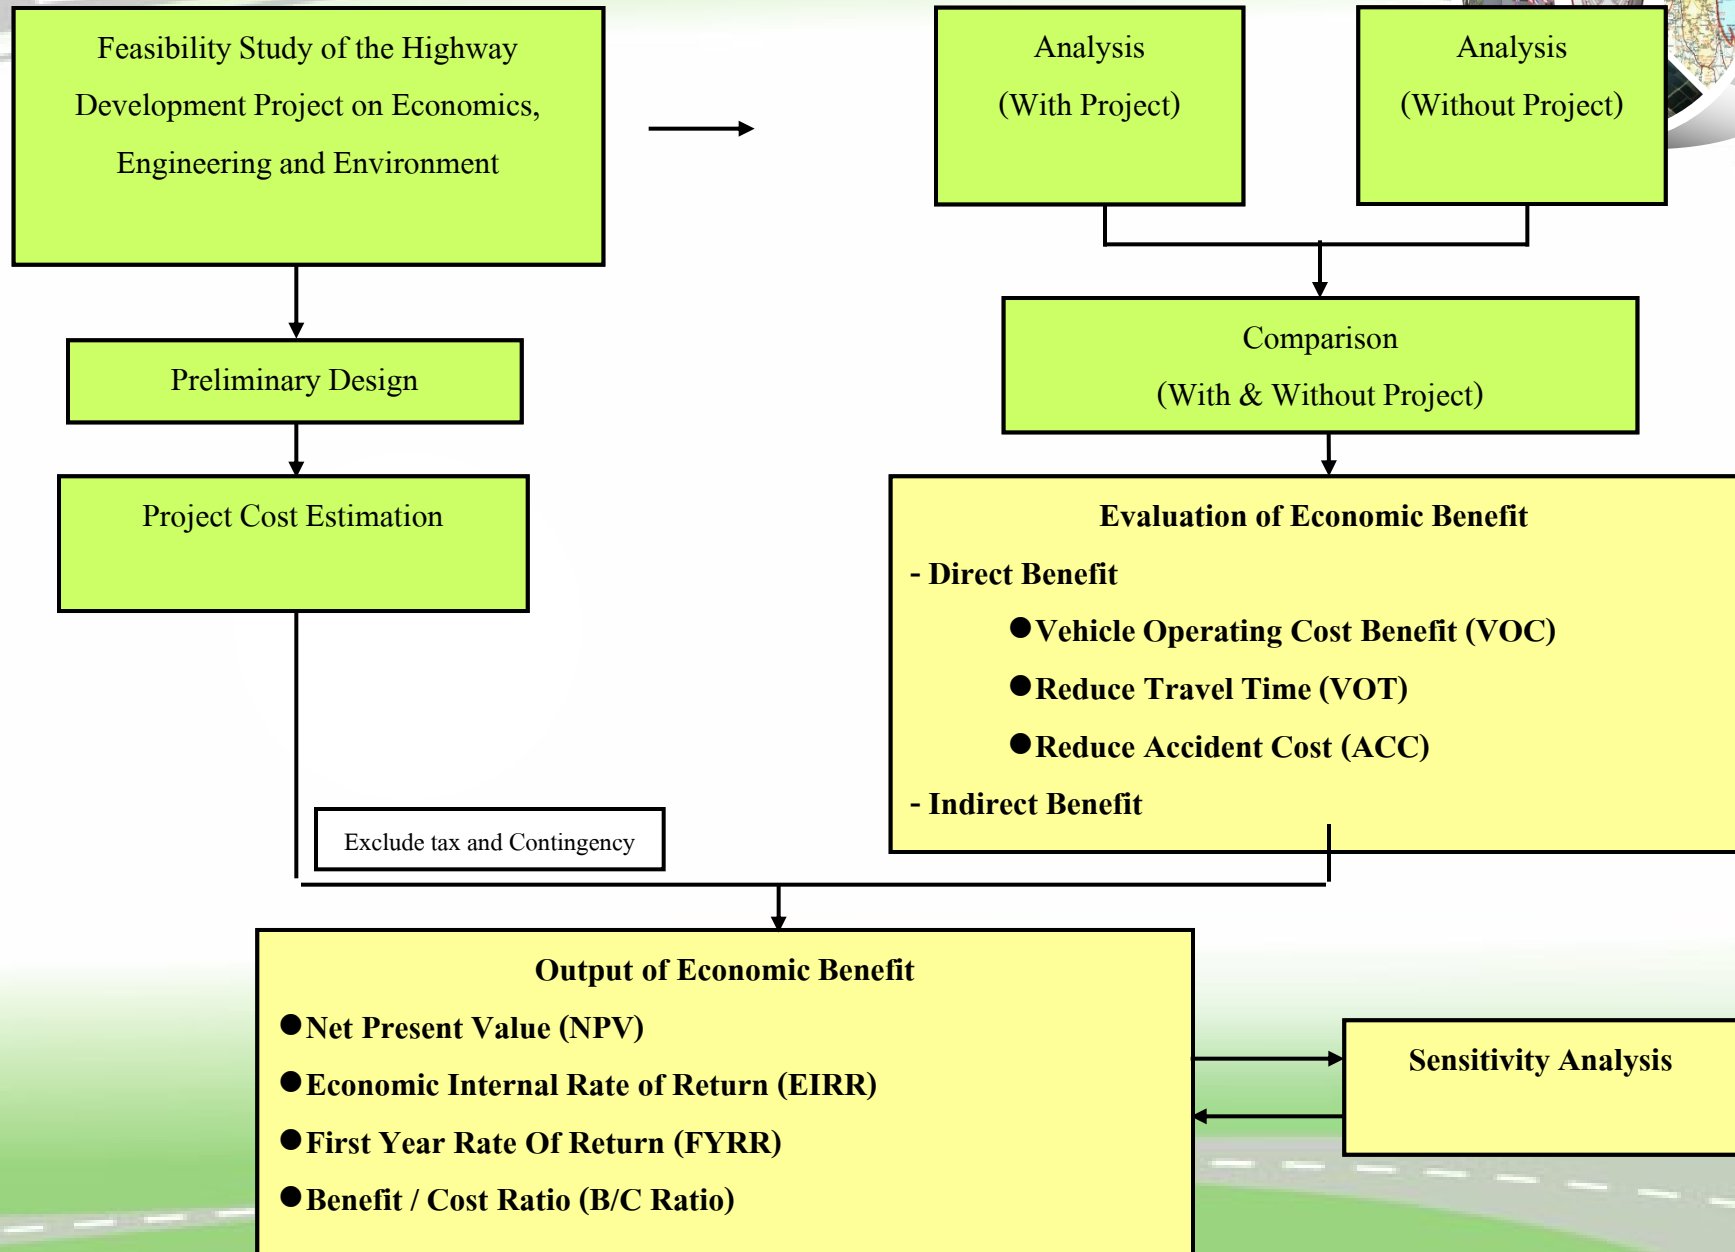 Feasibility Study of the Highway
Development Project on Economics,
Engineering and Environment
Analysis
(With Project)
Analysis
(Without Project)
Preliminary Design
Comparison
(With & Without Project)
Project Cost Estimation
Evaluation of Economic Benefit
- Direct Benefit
●Vehicle Operating Cost Benefit (VOC)
●Reduce Travel Time (VOT)
●Reduce Accident Cost (ACC)
- Indirect Benefit
Exclude tax and Contingency
Output of Economic Benefit
●Net Present Value (NPV)
●Economic Internal Rate of Return (EIRR)
●First Year Rate Of Return (FYRR)
●Benefit / Cost Ratio (B/C Ratio)
Sensitivity Analysis